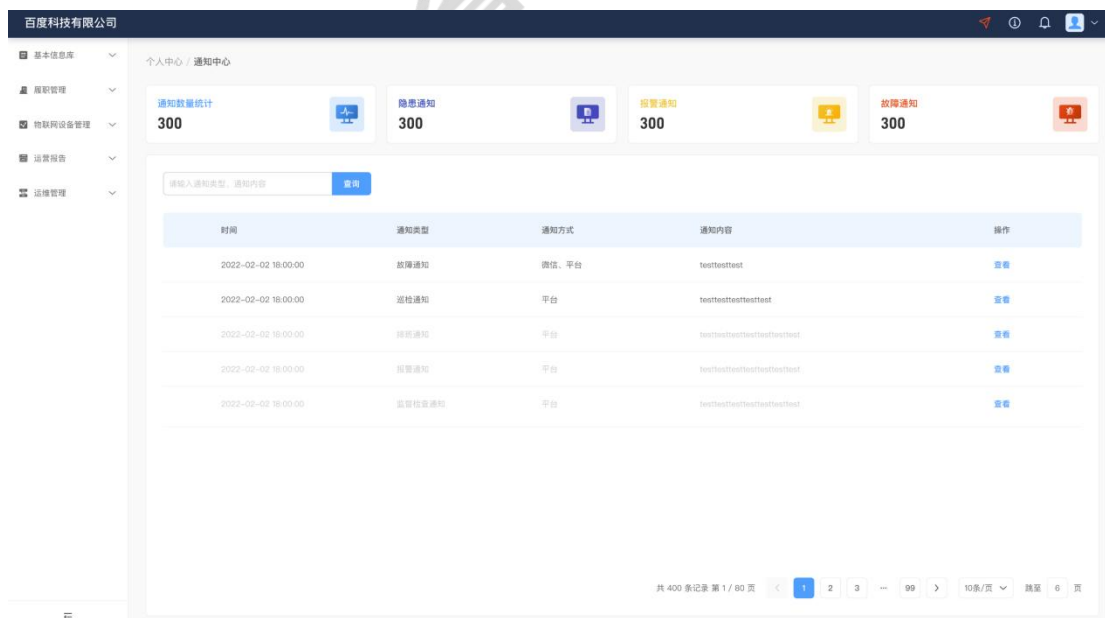 百度科技有限公司
基本信息库
履职管理
物联网设备管理
运营报告
运维管理
个人中心 / 通知中心
通知数量统计
300
隐患通知
300
报警通知
300
故障通知
300
请输入通知类型、通知内容 查询
时间 通知类型 通知方式 通知内容 操作
2022-02-02 18:00:00 故障通知 微信、平台 testtesttest 查看
2022-02-02 18:00:00 巡检通知 平台 testtesttesttesttest 查看
2022-02-02 18:00:00 排班通知 平台 testtesttesttesttesttesttest 查看
2022-02-02 18:00:00 报警通知 平台 testtesttesttesttesttesttest 查看
2022-02-02 18:00:00 监督检查通知 平台 testtesttesttesttesttesttest 查看
共 400 条记录 第 1 / 80 页 < 1 2 3 ··· 99 > 10条/页 跳至 6 页